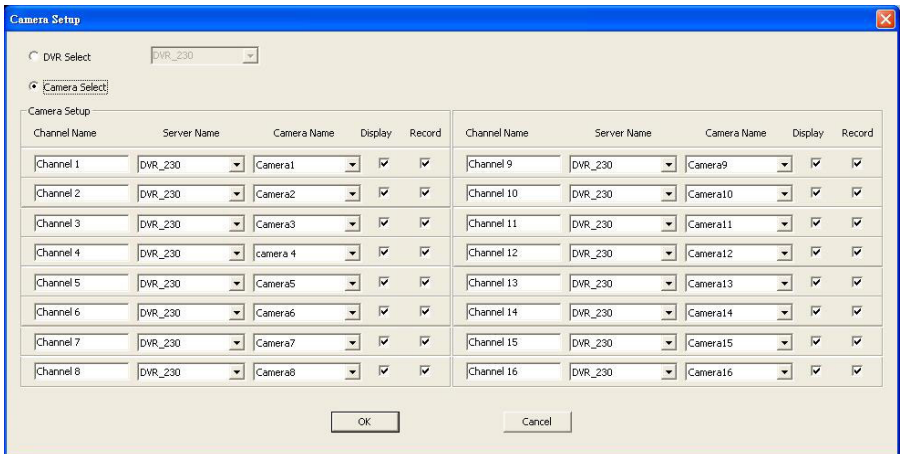 Camera Setup
DVR Select DVR_230
Camera Select
Camera Setup
Channel Name Server Name Camera Name Display Record Channel Name Server Name Camera Name Display Record
Channel 1 DVR_230 Camera1 Channel 9 DVR_230 Camera9
Channel 2 DVR_230 Camera2 Channel 10 DVR_230 Camera10
Channel 3 DVR_230 Camera3 Channel 11 DVR_230 Camera11
Channel 4 DVR_230 camera 4 Channel 12 DVR_230 Camera12
Channel 5 DVR_230 Camera5 Channel 13 DVR_230 Camera13
Channel 6 DVR_230 Camera6 Channel 14 DVR_230 Camera14
Channel 7 DVR_230 Camera7 Channel 15 DVR_230 Camera15
Channel 8 DVR_230 Camera8 Channel 16 DVR_230 Camera16
OK Cancel